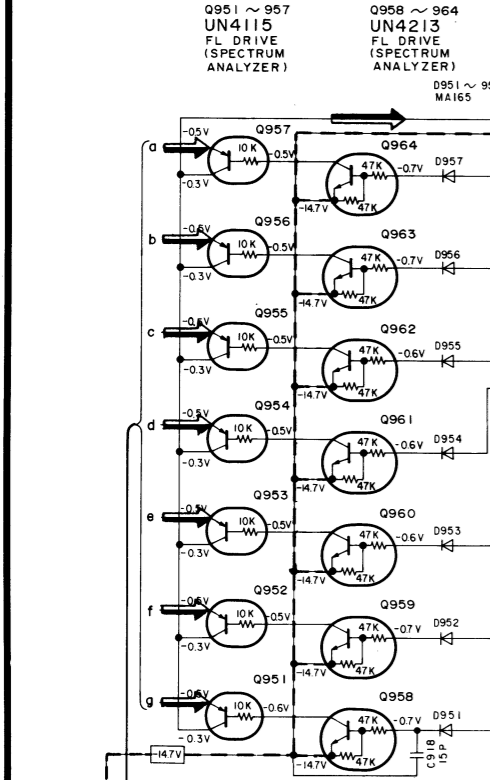 Q951 ~ 957
UN4115
FL DRIVE
(SPECTRUM
ANALYZER)
Q958 ~ 964
UN4213
FL DRIVE
(SPECTRUM
ANALYZER)
D951 ~ 95
MA165
a
-0.5V
Q957
10K
-0.5V
-0.3V
Q964
47K
-0.7V
D957
-14.7V
47K
b
-0.5V
Q956
10K
-0.5V
-0.3V
Q963
47K
-0.7V
D956
-14.7V
47K
c
Q955
10K
-0.5V
-0.3V
Q962
47K
-0.6V
D955
-14.7V
47K
d
-0.5V
Q954
10K
-0.5V
-0.3V
Q961
47K
-0.6V
D954
-14.7V
47K
e
-0.5V
Q953
10K
-0.5V
-0.3V
Q960
47K
-0.6V
D953
-14.7V
47K
f
-0.6V
Q952
10K
-0.5V
-0.3V
Q959
47K
-0.7V
D952
-14.7V
47K
g
-0.6V
Q951
10K
-0.6V
-0.3V
Q958
47K
-0.7V
D951
-14.7V
-14.7V
47K
C918
15P